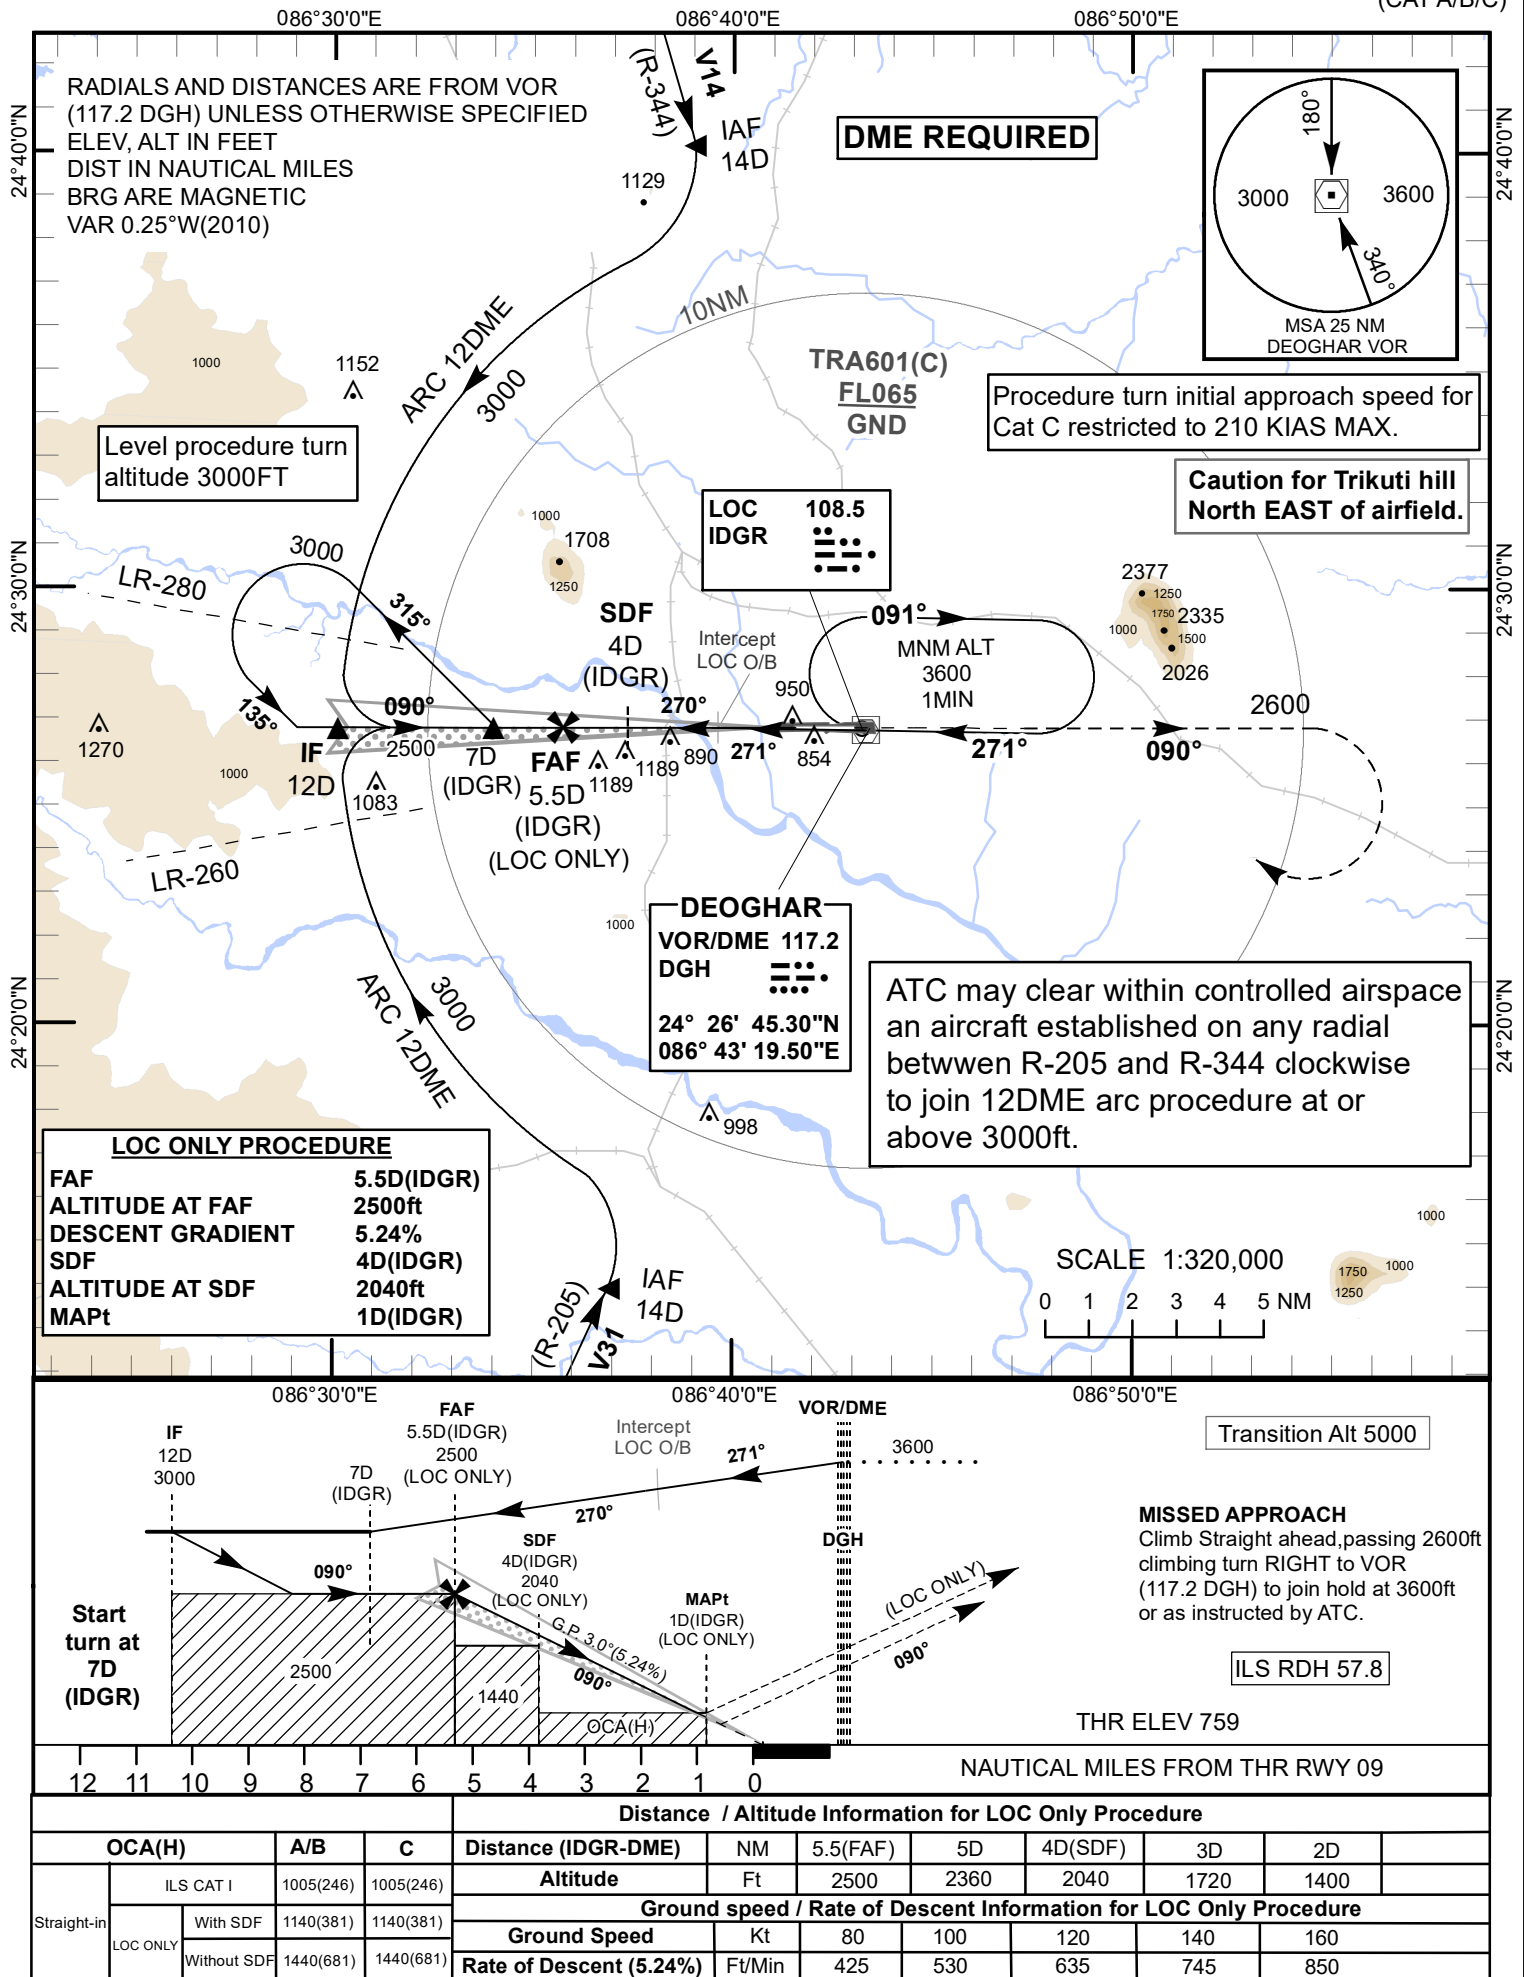 (CAT A/B/C)
086°30'0"E
086°40'0"E
086°50'0"E
24°40'0"N
24°30'0"N
24°20'0"N
24°40'0"N
24°30'0"N
24°20'0"N
RADIALS AND DISTANCES ARE FROM VOR
(117.2 DGH) UNLESS OTHERWISE SPECIFIED
ELEV, ALT IN FEET
DIST IN NAUTICAL MILES
BRG ARE MAGNETIC
VAR 0.25°W(2010)
(R-344)
V14
IAF
14D
1129
DME REQUIRED
180°
3000
3600
340°
MSA 25 NM
DEOGHAR VOR
10NM
ARC 12DME
3000
1000
1152
TRA601(C)
FL065
GND
Procedure turn initial approach speed for
Cat C restricted to 210 KIAS MAX.
Level procedure turn
altitude 3000FT
Caution for Trikuti hill
North EAST of airfield.
LOC 108.5
IDGR
1000
1708
1250
3000
LR-280
315°
SDF
4D
(IDGR)
Intercept
LOC O/B
091°
MNM ALT
3600
1MIN
2377
1250
1750
2335
1000
1500
2026
950
135°
090°
270°
2600
1270
1000
IF
12D
2500
7D
(IDGR)
FAF
5.5D
(IDGR)
(LOC ONLY)
1189
1189
890
271°
854
271°
090°
1083
LR-260
1000
DEOGHAR
VOR/DME 117.2
DGH
24° 26' 45.30"N
086° 43' 19.50"E
ATC may clear within controlled airspace
an aircraft established on any radial
betwwen R-205 and R-344 clockwise
to join 12DME arc procedure at or
above 3000ft.
3000
ARC 12DME
998
LOC ONLY PROCEDURE
FAF 5.5D(IDGR)
ALTITUDE AT FAF 2500ft
DESCENT GRADIENT 5.24%
SDF 4D(IDGR)
ALTITUDE AT SDF 2040ft
MAPt 1D(IDGR)
IAF
14D
(R-205)
V31
SCALE 1:320,000
0 1 2 3 4 5 NM
1000
1750
1000
1250
086°30'0"E
086°40'0"E
086°50'0"E
IF
12D
3000
7D
(IDGR)
FAF
5.5D(IDGR)
2500
(LOC ONLY)
Intercept
LOC O/B
271°
VOR/DME
3600
Transition Alt 5000
270°
SDF
4D(IDGR)
2040
(LOC ONLY)
DGH
MISSED APPROACH
Climb Straight ahead,passing 2600ft
climbing turn RIGHT to VOR
(117.2 DGH) to join hold at 3600ft
or as instructed by ATC.
090°
Start
turn at
7D
(IDGR)
2500
1440
G.P. 3.0°(5.24%)
090°
MAPt
1D(IDGR)
(LOC ONLY)
(LOC ONLY)
090°
OCA(H)
ILS RDH 57.8
THR ELEV 759
12 11 10 9 8 7 6 5 4 3 2 1 0
NAUTICAL MILES FROM THR RWY 09
Distance / Altitude Information for LOC Only Procedure
OCA(H) A/B C
Distance (IDGR-DME) NM 5.5(FAF) 5D 4D(SDF) 3D 2D
Straight-in ILS CAT I 1005(246) 1005(246)
Altitude Ft 2500 2360 2040 1720 1400
Ground speed / Rate of Descent Information for LOC Only Procedure
LOC ONLY With SDF 1140(381) 1140(381)
Ground Speed Kt 80 100 120 140 160
Without SDF 1440(681) 1440(681)
Rate of Descent (5.24%) Ft/Min 425 530 635 745 850